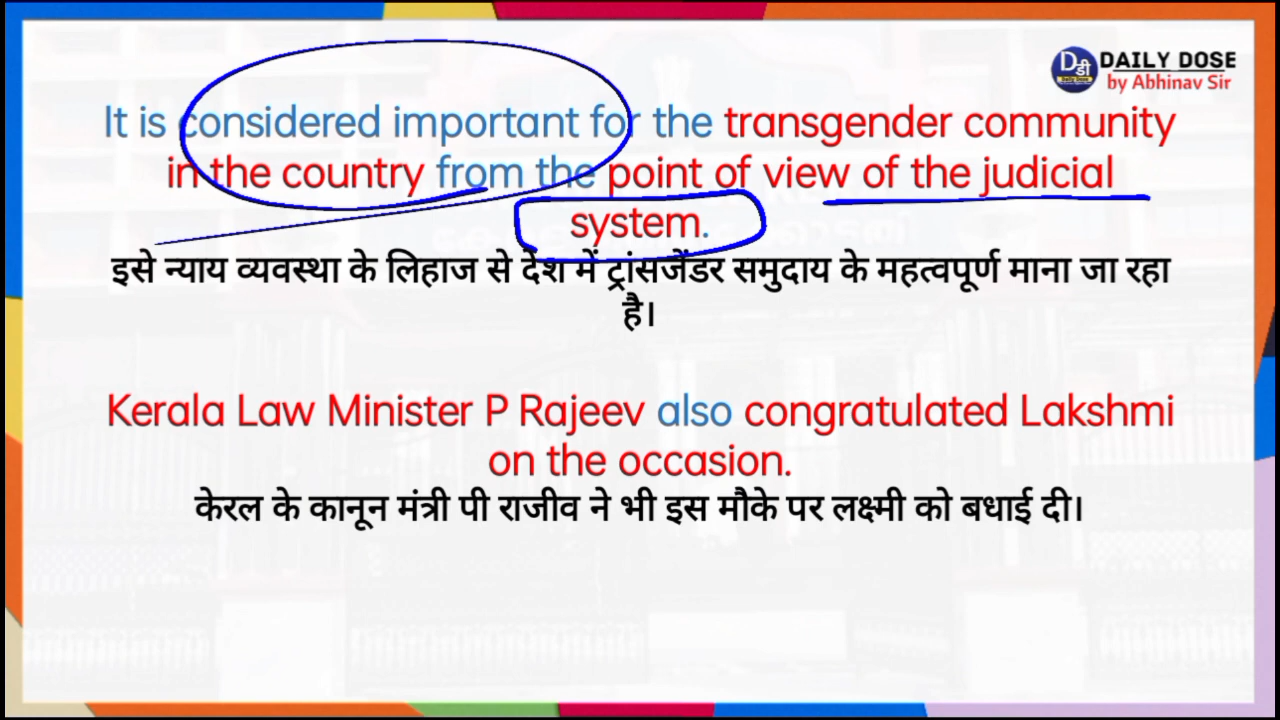 DAILY DOSE
by Abhinav Sir
It is considered important for the transgender community
in the country from the point of view of the judicial
system.
इसे न्याय व्यवस्था के लिहाज से देश में ट्रांसजेंडर समुदाय के महत्वपूर्ण माना जा रहा
है।
Kerala Law Minister P Rajeev also congratulated Lakshmi
on the occasion.
केरल के कानून मंत्री पी राजीव ने भी इस मौके पर लक्ष्मी को बधाई दी।